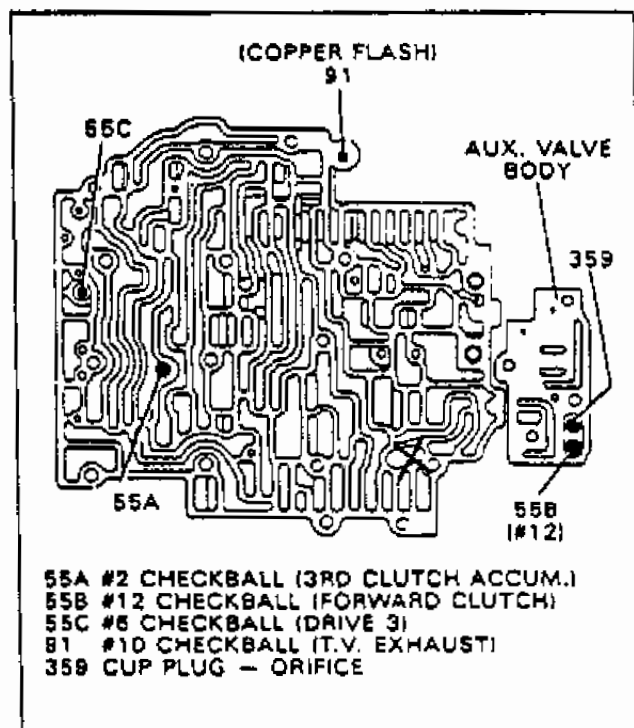 (COPPER FLASH)
91
55C
AUX. VALVE
BODY
359
55A
55B
(#12)
55A #2 CHECKBALL (3RD CLUTCH ACCUM.)
55B #12 CHECKBALL (FORWARD CLUTCH)
55C #6 CHECKBALL (DRIVE 3)
91 #10 CHECKBALL (T.V. EXHAUST)
359 CUP PLUG — ORIFICE